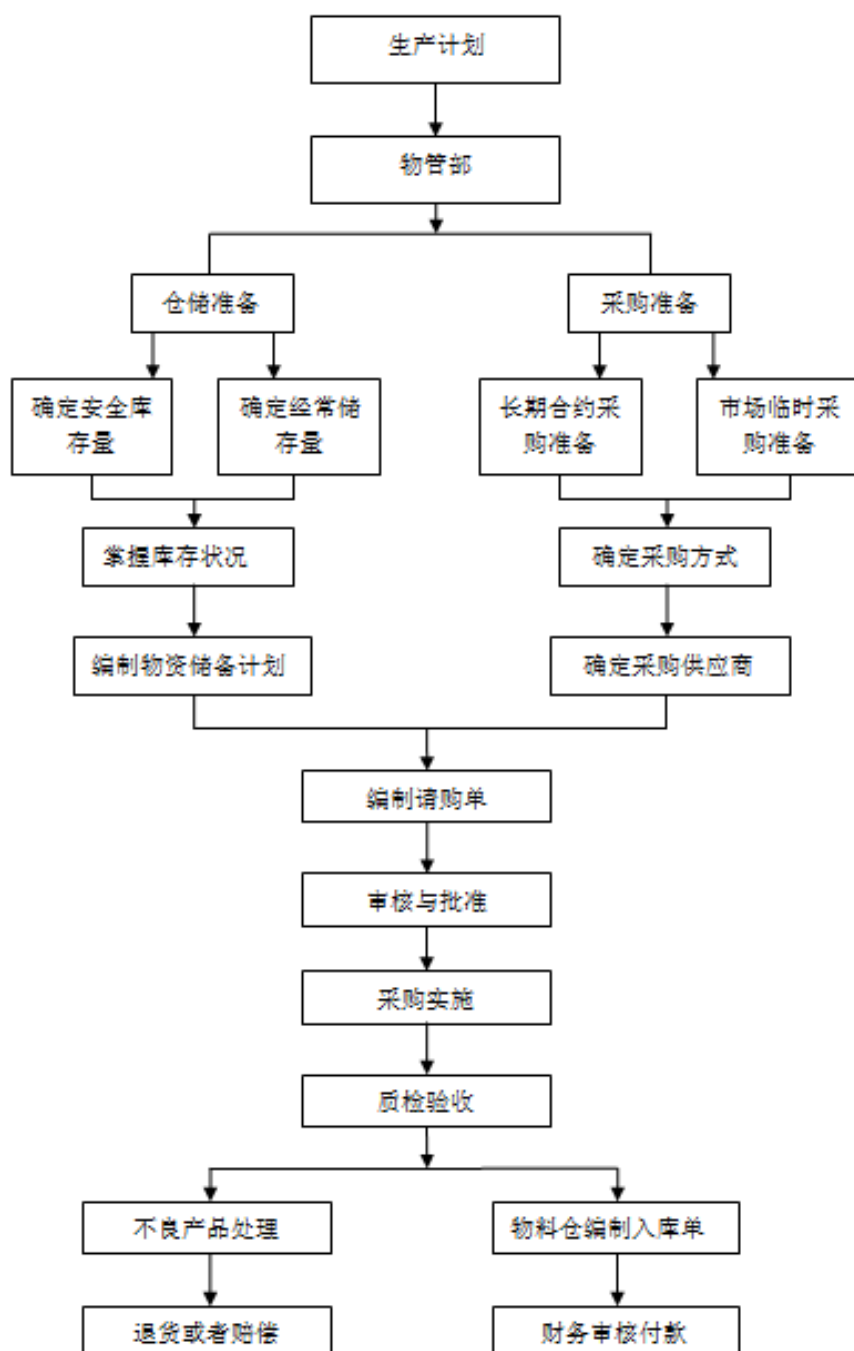 生产计划
物管部
仓储准备
采购准备
确定安全库
存量
确定经常储
存量
长期合约采
购准备
市场临时采
购准备
掌握库存状况
确定采购方式
编制物资储备计划
确定采购供应商
编制请购单
审核与批准
采购实施
质检验收
不良产品处理
物料仓编制入库单
退货或者赔偿
财务审核付款